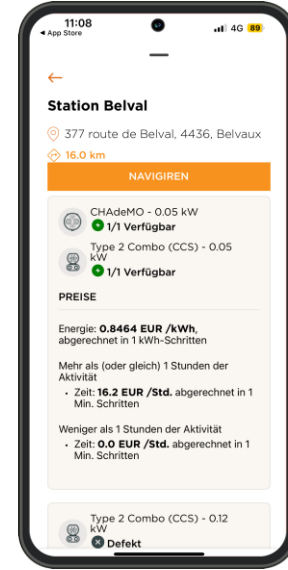 11:08
4G 89
App Store
Station Belval
377 route de Belval, 4436, Belvaux
16.0 km
NAVIGIREN
CHAdeMO - 0.05 kW
1/1 Verfügbar
Type 2 Combo (CCS) - 0.05
kW
1/1 Verfügbar
PREISE
Energie: 0.8464 EUR /kWh,
abgerechnet in 1 kWh-Schritten
Mehr als (oder gleich) 1 Stunden der
Aktivität
• Zeit: 16.2 EUR /Std. abgerechnet in 1
Min. Schritten
Weniger als 1 Stunden der Aktivität
• Zeit: 0.0 EUR /Std. abgerechnet in 1
Min. Schritten
Type 2 Combo (CCS) - 0.12
kW
Defekt